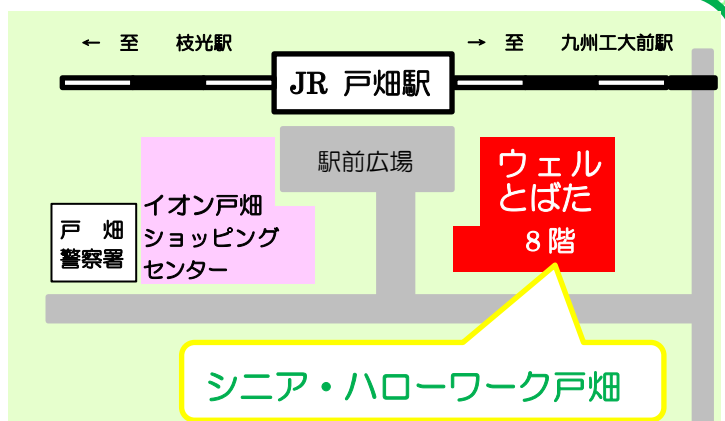 ← 至 枝光駅
→ 至 九州工大前駅
JR 戸畑駅
駅前広場
ウェル
とばた
8階
イオン戸畑
ショッピング
センター
戸 畑
警察署
シニア・ハローワーク戸畑